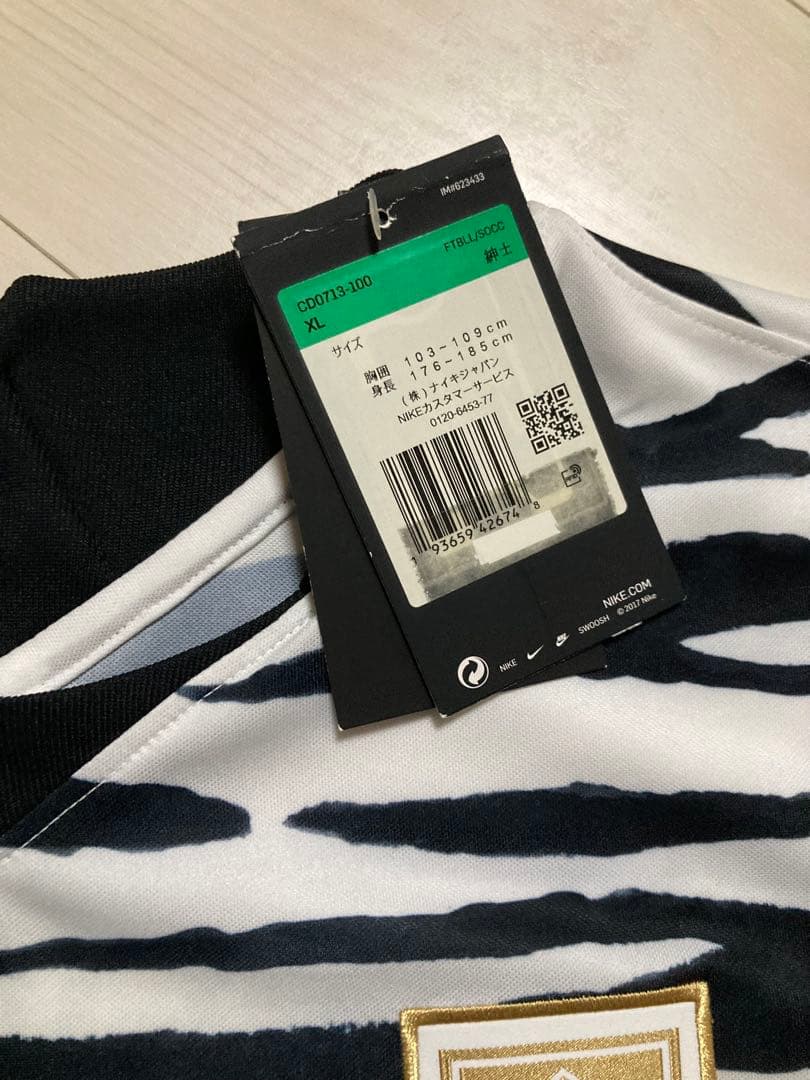 IM#623433
FTBLL/SOCC
CD0713-100
紳士
XL
サイズ
胸囲 103~109cm
身長 176~185cm
(株)ナイキジャパン
NIKEカスタマーサービス
0120-6453-77
1 93659 42674 8
NIKE.COM
© 2017 Nike
NIKE
SWOOSH